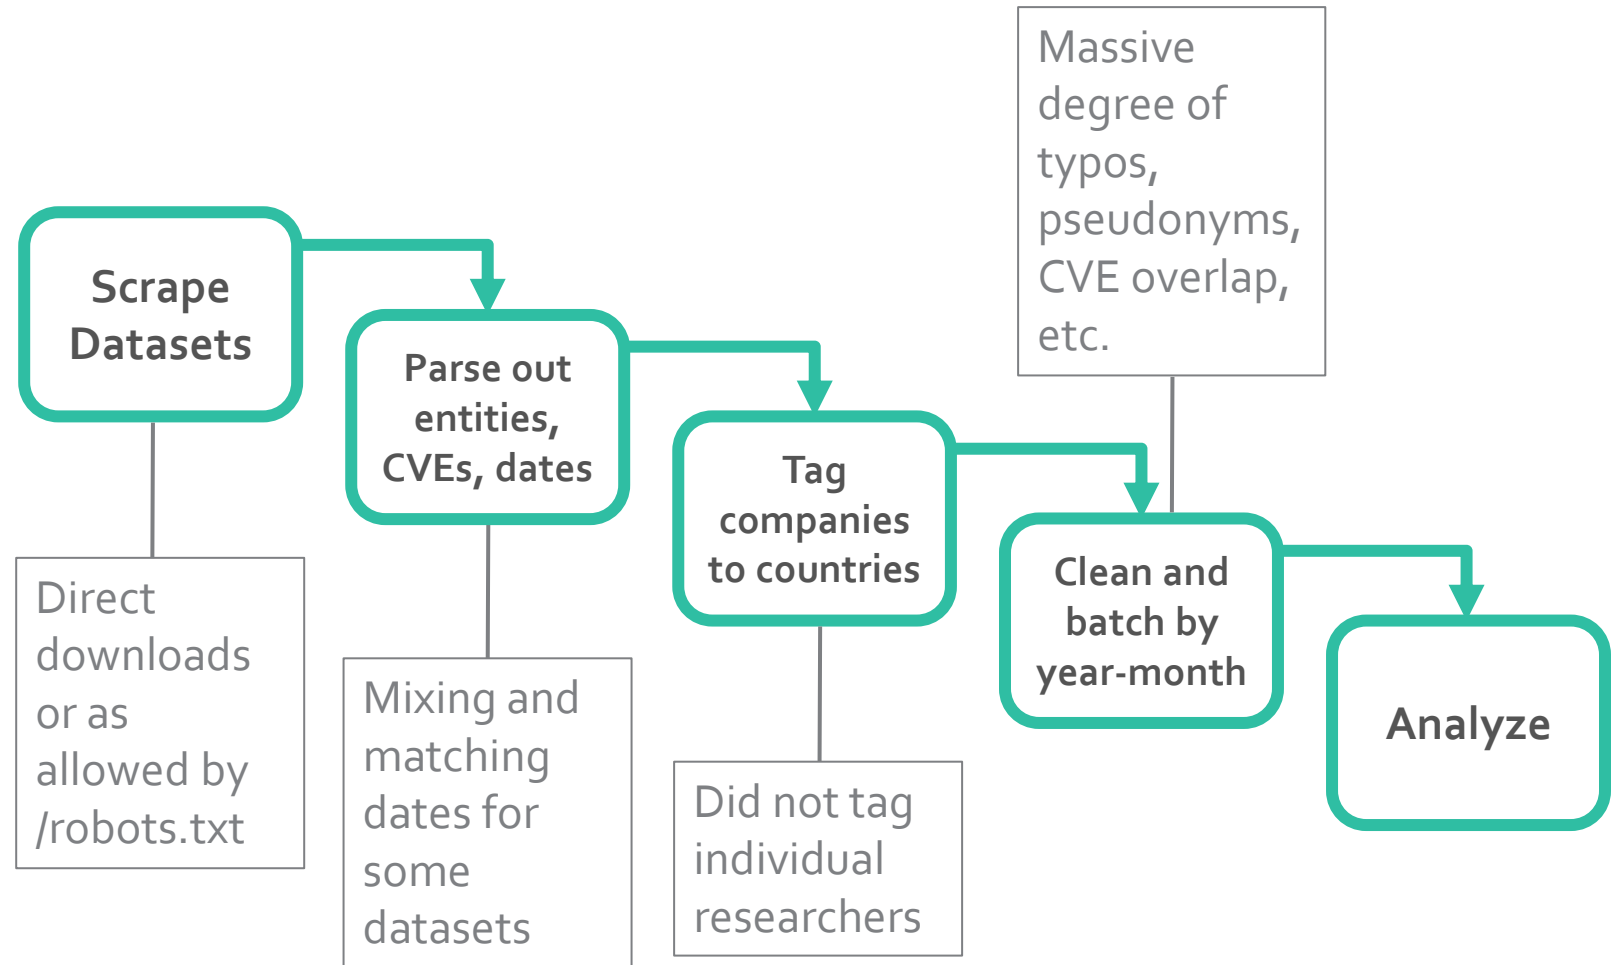 Massive
degree of
typos,
pseudonyms,
CVE overlap,
etc.
Scrape
Datasets
Parse out
entities,
CVEs, dates
Tag
companies
to countries
Clean and
batch by
year-month
Analyze
Direct
downloads
or as
allowed by
/robots.txt
Mixing and
matching
dates for
some
datasets
Did not tag
individual
researchers